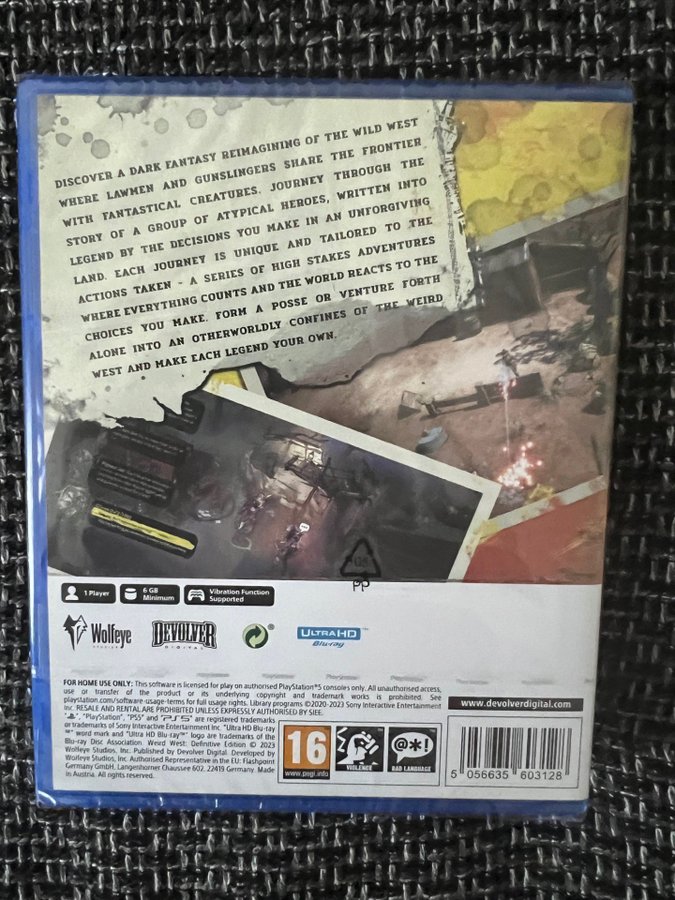 DISCOVER A DARK FANTASY REIMAGINING OF THE WILD WEST
WHERE LAWMEN AND GUNSLINGERS SHARE THE FRONTIER
WITH FANTASTICAL CREATURES. JOURNEY THROUGH THE
STORY OF A GROUP OF ATYPICAL HEROES, WRITTEN INTO
LEGEND BY THE DECISIONS YOU MAKE IN AN UNFORGIVING
LAND. EACH JOURNEY IS UNIQUE AND TAILORED TO THE
ACTIONS TAKEN - A SERIES OF HIGH STAKES ADVENTURES
WHERE EVERYTHING COUNTS AND THE WORLD REACTS TO THE
CHOICES YOU MAKE. FORM A POSSE OR VENTURE FORTH
ALONE INTO AN OTHERWORLDLY CONFINES OF THE WEIRD
WEST AND MAKE EACH LEGEND YOUR OWN.
PP
1 Player
6 GB
Minimum
Vibration Function
Supported
Wolfeye
STUDIOS
DEVOLVER
DIGITAL
ULTRA HD
Blu-ray™
FOR HOME USE ONLY: This software is licensed for play on authorised PlayStation®5 consoles only. All unauthorised access,
use or transfer of the product or its underlying copyright and trademark works is prohibited. See
playstation.com/software-usage-terms for full usage rights. Library programs ©2020-2023 Sony Interactive Entertainment
Inc. RESALE AND RENTAL ARE PROHIBITED UNLESS EXPRESSLY AUTHORISED BY SIEE.
"PlayStation", "PS5" and "PS5" are registered trademarks
or trademarks of Sony Interactive Entertainment Inc. "Ultra HD Blu-ray
™" word mark and "Ultra HD Blu-ray™" logo are trademarks of the
Blu-ray Disc Association. Weird West: Definitive Edition © 2023
Wolfeye Studios, Inc. Published by Devolver Digital. Developed by
Wolfeye Studios, Inc. Authorised Representative in the EU: Flashpoint
Germany GmbH, Langenhorner Chaussee 602, 22419 Germany. Made
in Austria. All rights reserved.
16
www.pegi.info
VIOLENCE
@*!
BAD LANGUAGE
www.devolverdigital.com
5 056635 603128